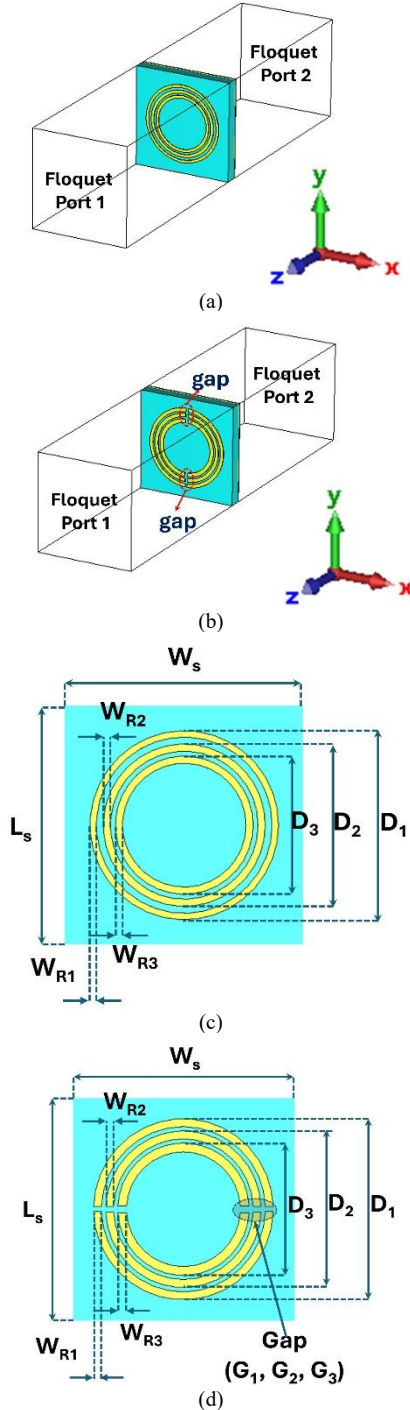 Floquet
Port 2
Floquet
Port 1
y
x
z
(a)
gap
Floquet
Port 2
Floquet
Port 1
gap
y
x
z
(b)
Ws
WR2
Ls
D3 D2 D1
WR1
WR3
(c)
Ws
WR2
Ls
D3 D2 D1
WR1
WR3
Gap
(G1, G2, G3)
(d)